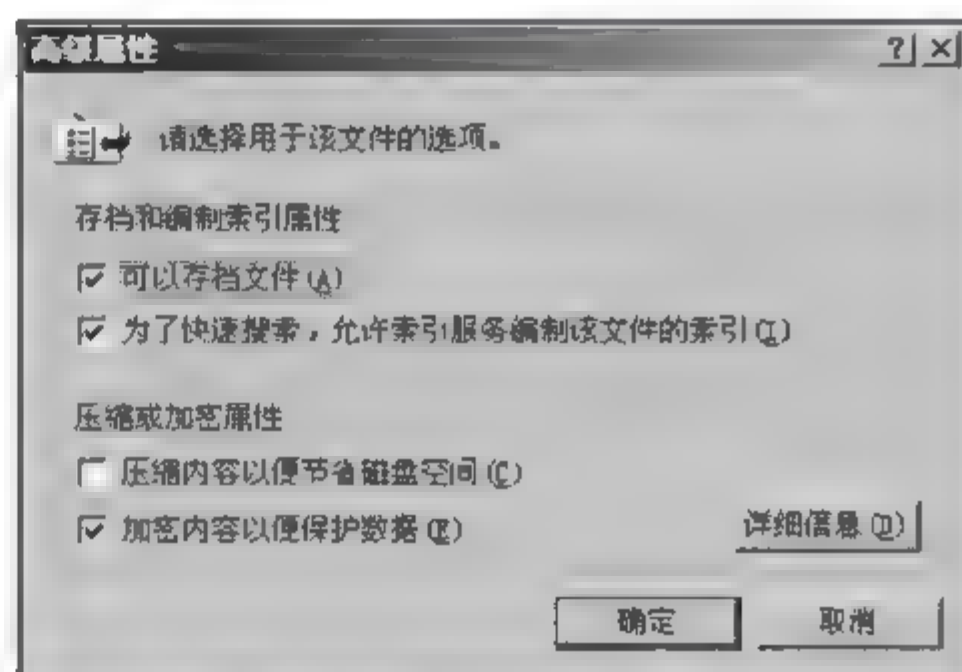 高级属性
请选择用于该文件的选项。
存档和编制索引属性
可以存档文件(A)
为了快速搜索，允许索引服务编制该文件的索引(I)
压缩或加密属性
压缩内容以便节省磁盘空间(C)
加密内容以便保护数据(E)
详细信息(D)
确定
取消